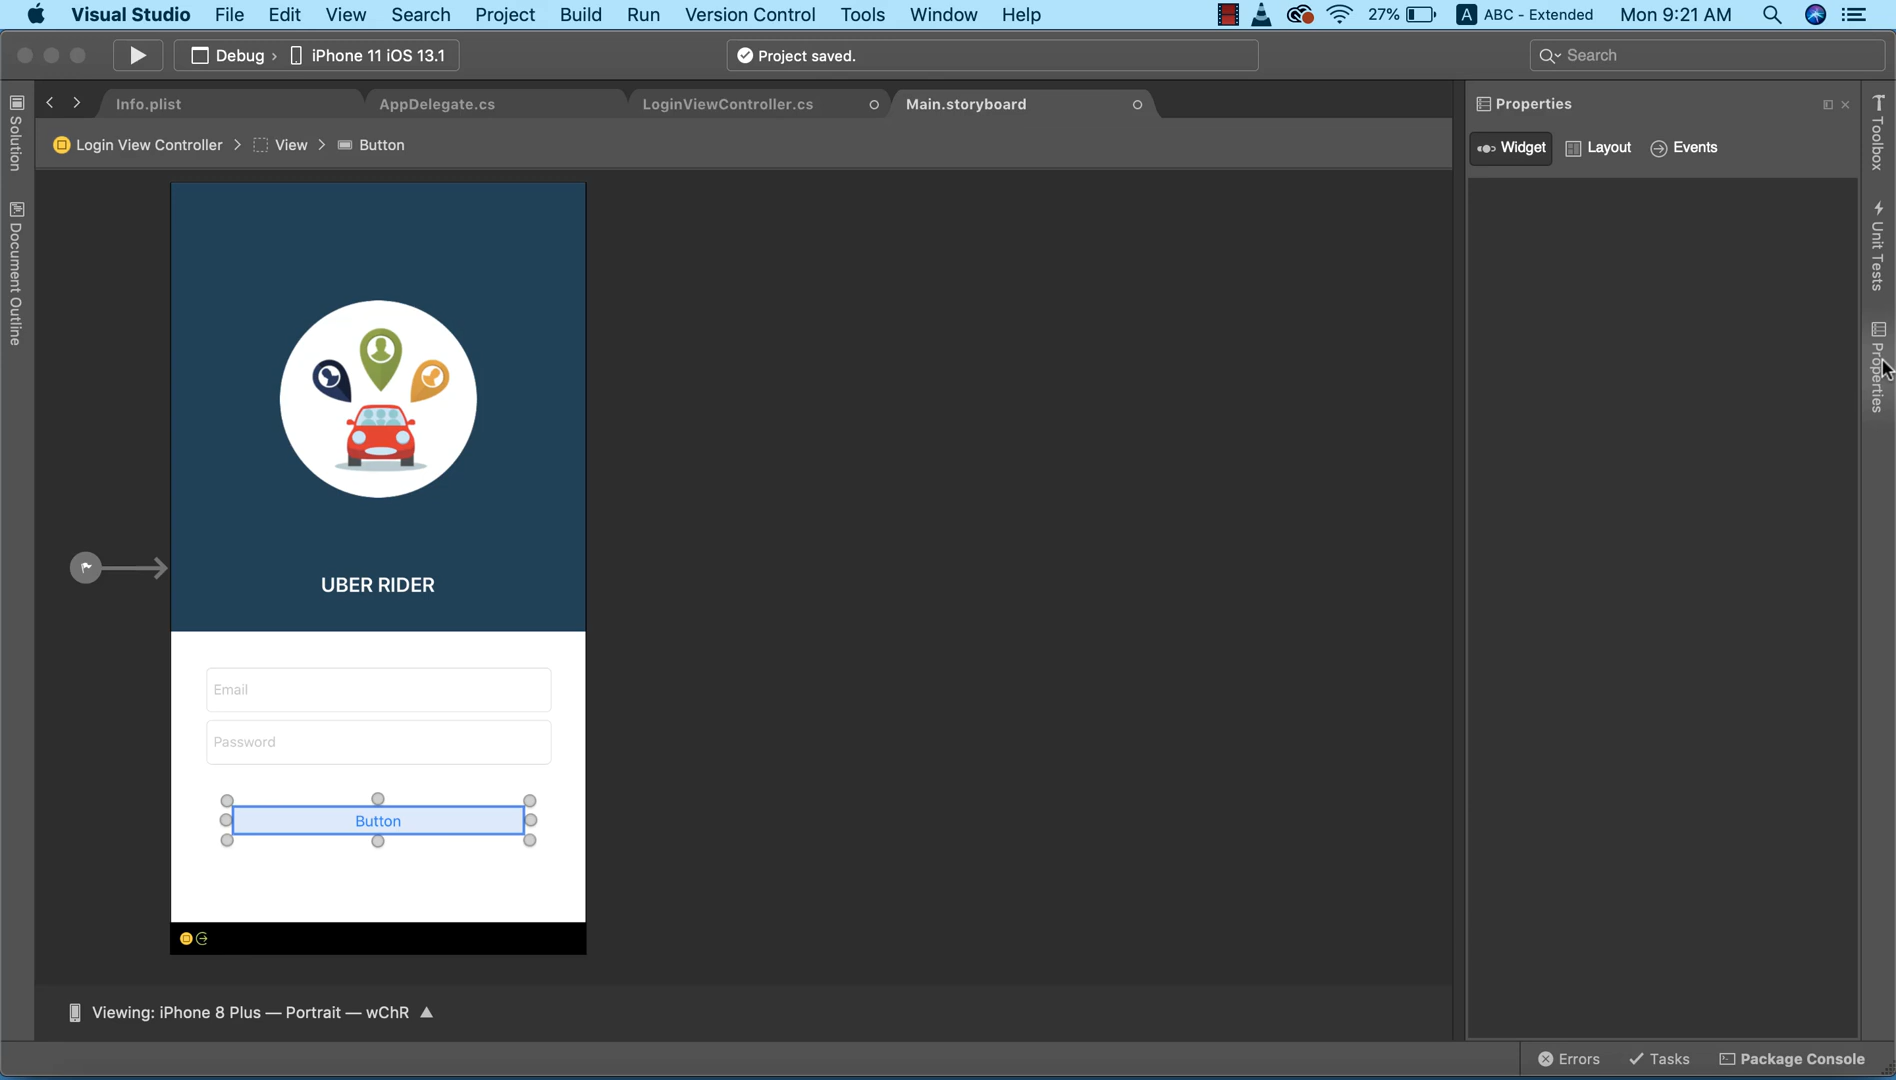 Visual Studio File Edit View Search Project Build Run Version Control Tools Window Help 27% A ABC - Extended Mon 9:21 AM
Debug › iPhone 11 iOS 13.1
Project saved.
Search
Info.plist
AppDelegate.cs
LoginViewController.cs
Main.storyboard
Login View Controller > View > Button
Properties
Widget Layout Events
Solution
Document Outline
Toolbox
Unit Tests
Properties
UBER RIDER
Email
Password
Button
Viewing: iPhone 8 Plus — Portrait — wChR
Errors Tasks Package Console